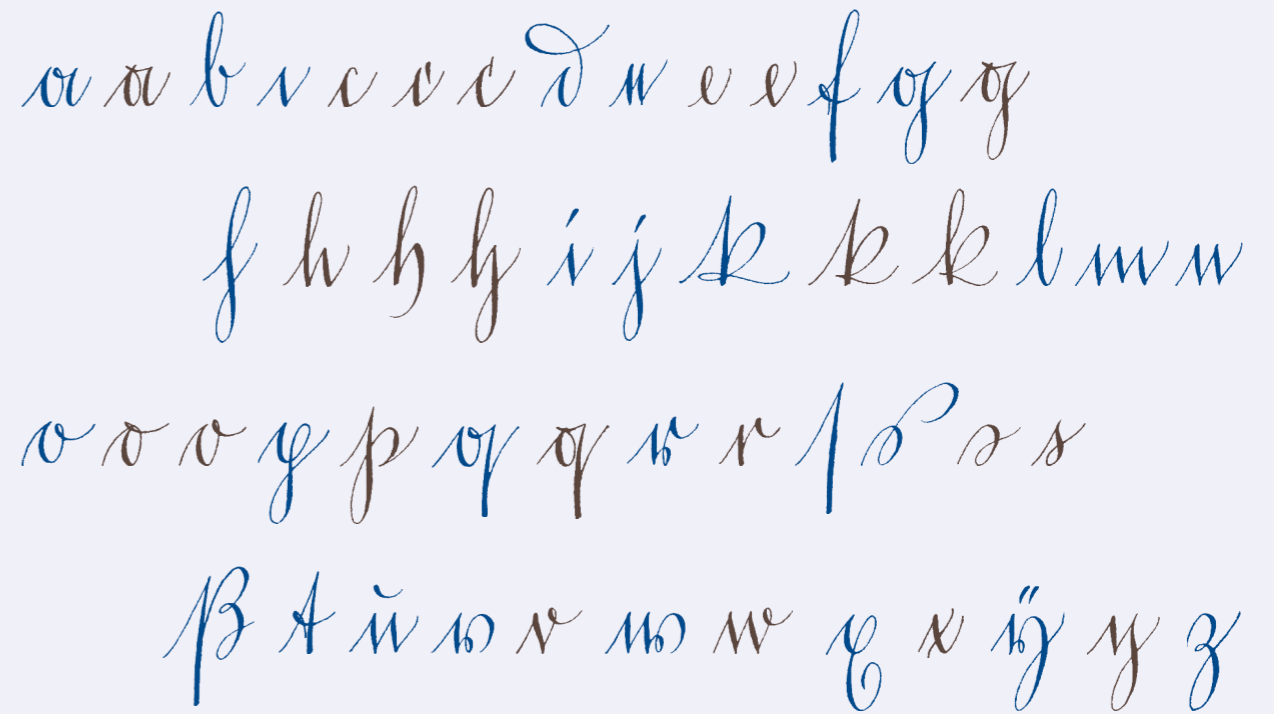 a a b c c c c d e e e f g g
h h h h i j k k k l m n
o o o p p q q r r ſ s s s
ß t ŭ v v w w x x ÿ y z